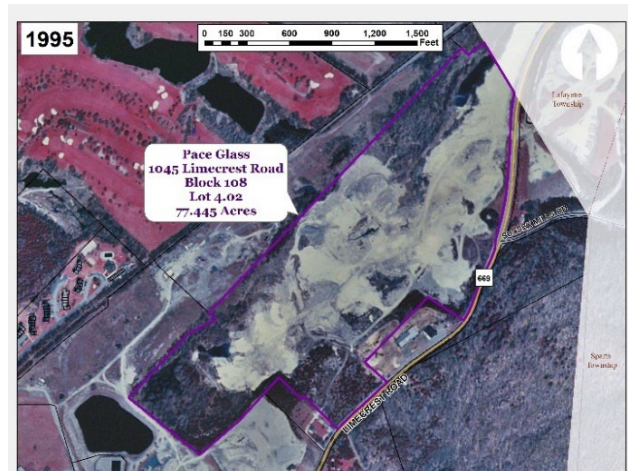 1995
0 150 300 600 900 1,200 1,500
Feet
Lafayette
Township
Pace Glass
1045 Limecrest Road
Block 108
Lot 4.02
77.445 Acres
669
Sparta
Township
LIMECREST ROAD